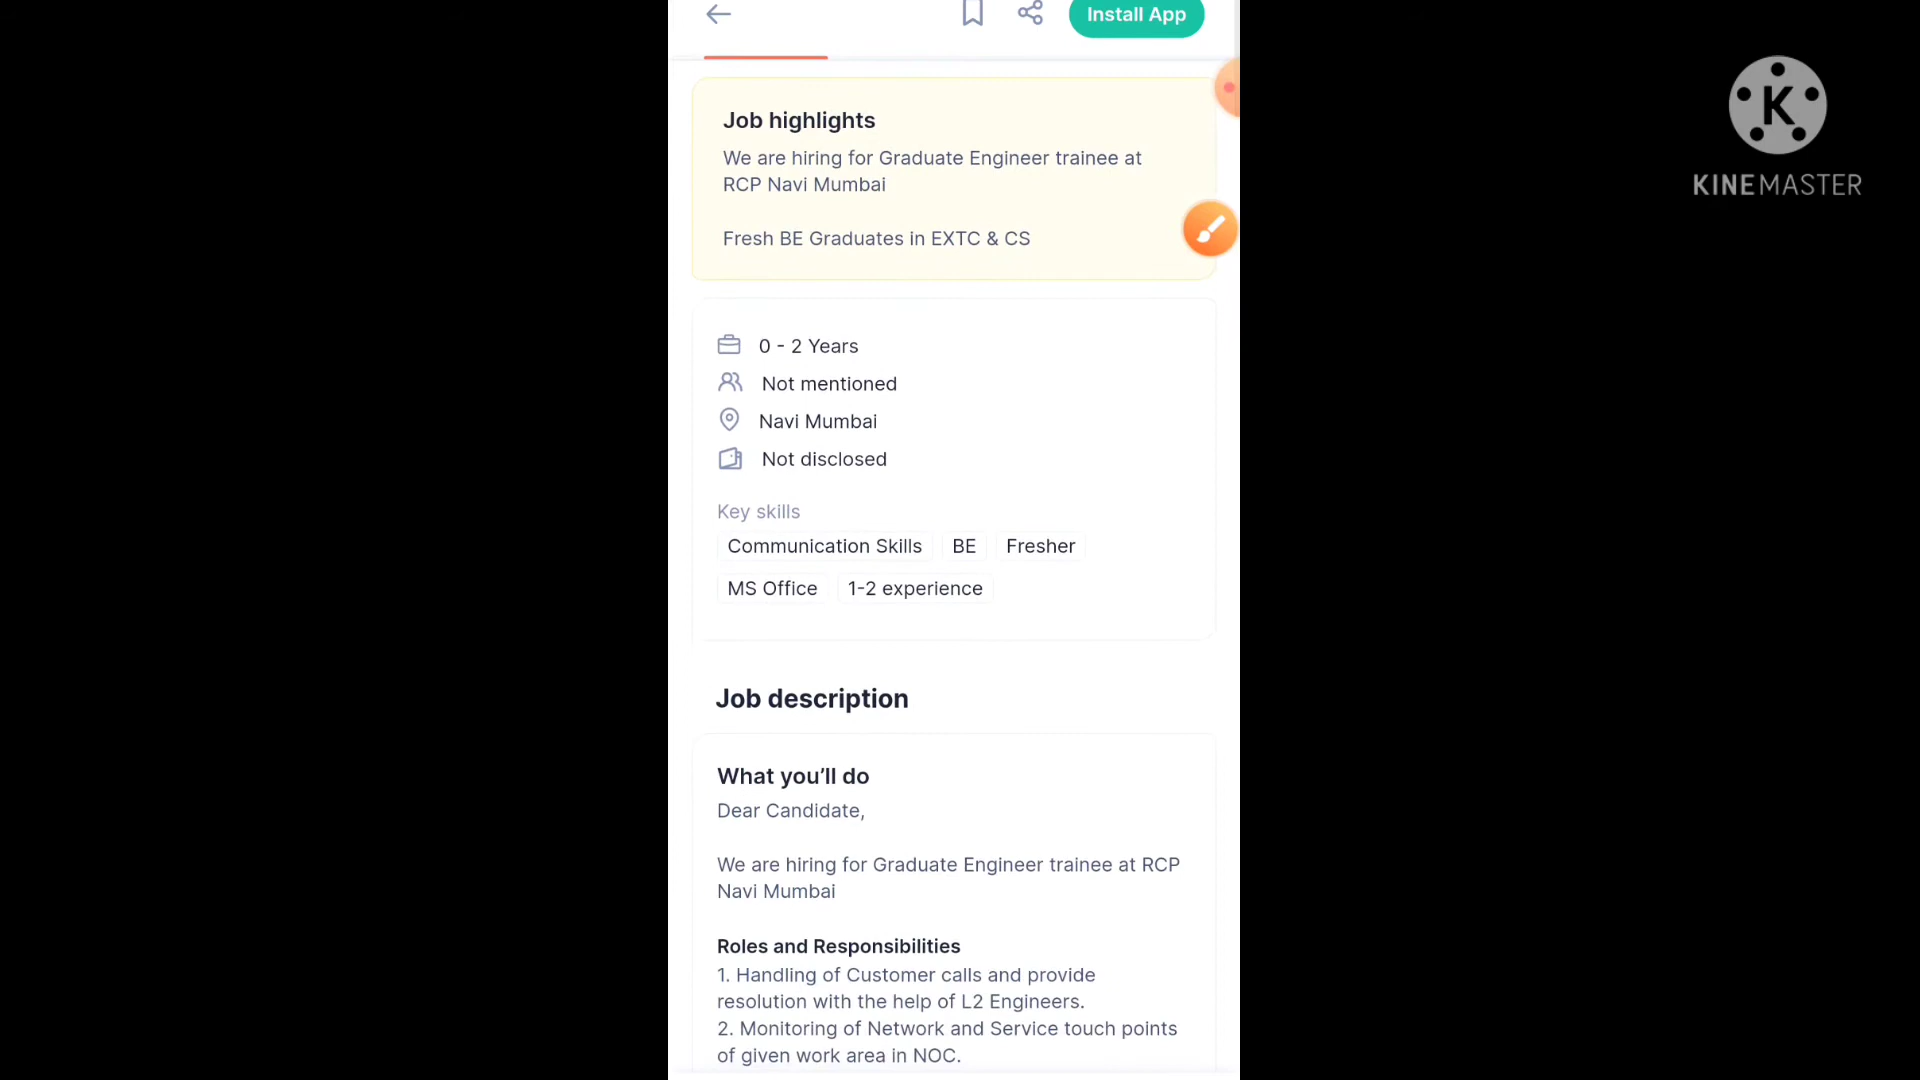 Install App
Job highlights
We are hiring for Graduate Engineer trainee at
RCP Navi Mumbai
Fresh BE Graduates in EXTC & CS
0 - 2 Years
Not mentioned
Navi Mumbai
Not disclosed
Key skills
Communication Skills BE Fresher
MS Office 1-2 experience
Job description
What you’ll do
Dear Candidate,
We are hiring for Graduate Engineer trainee at RCP
Navi Mumbai
Roles and Responsibilities
1. Handling of Customer calls and provide
resolution with the help of L2 Engineers.
2. Monitoring of Network and Service touch points
of given work area in NOC.
K
KINEMASTER